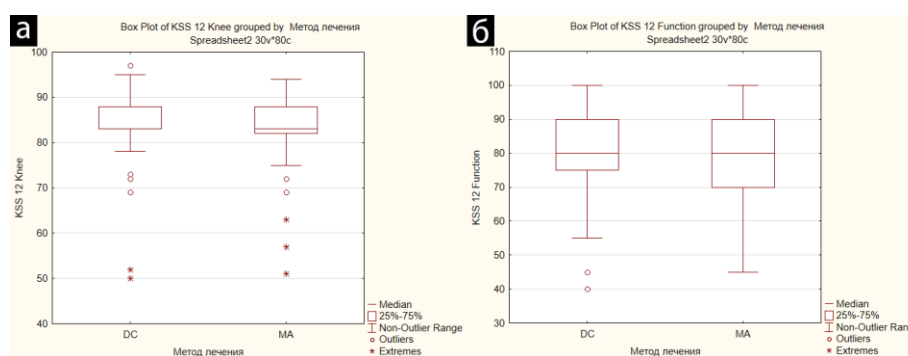 а
Box Plot of KSS 12 Knee grouped by Метод лечения
Spreadsheet2 30v*80c
KSS 12 Knee
100
90
80
70
60
50
40
DC
MA
Метод лечения
Median
25%-75%
Non-Outlier Range
Outliers
Extremes
б
Box Plot of KSS 12 Function grouped by Метод лечения
Spreadsheet2 30v*80c
KSS 12 Function
110
100
90
80
70
60
50
40
30
DC
MA
Метод лечения
Median
25%-75%
Non-Outlier Ran
Outliers
Extremes